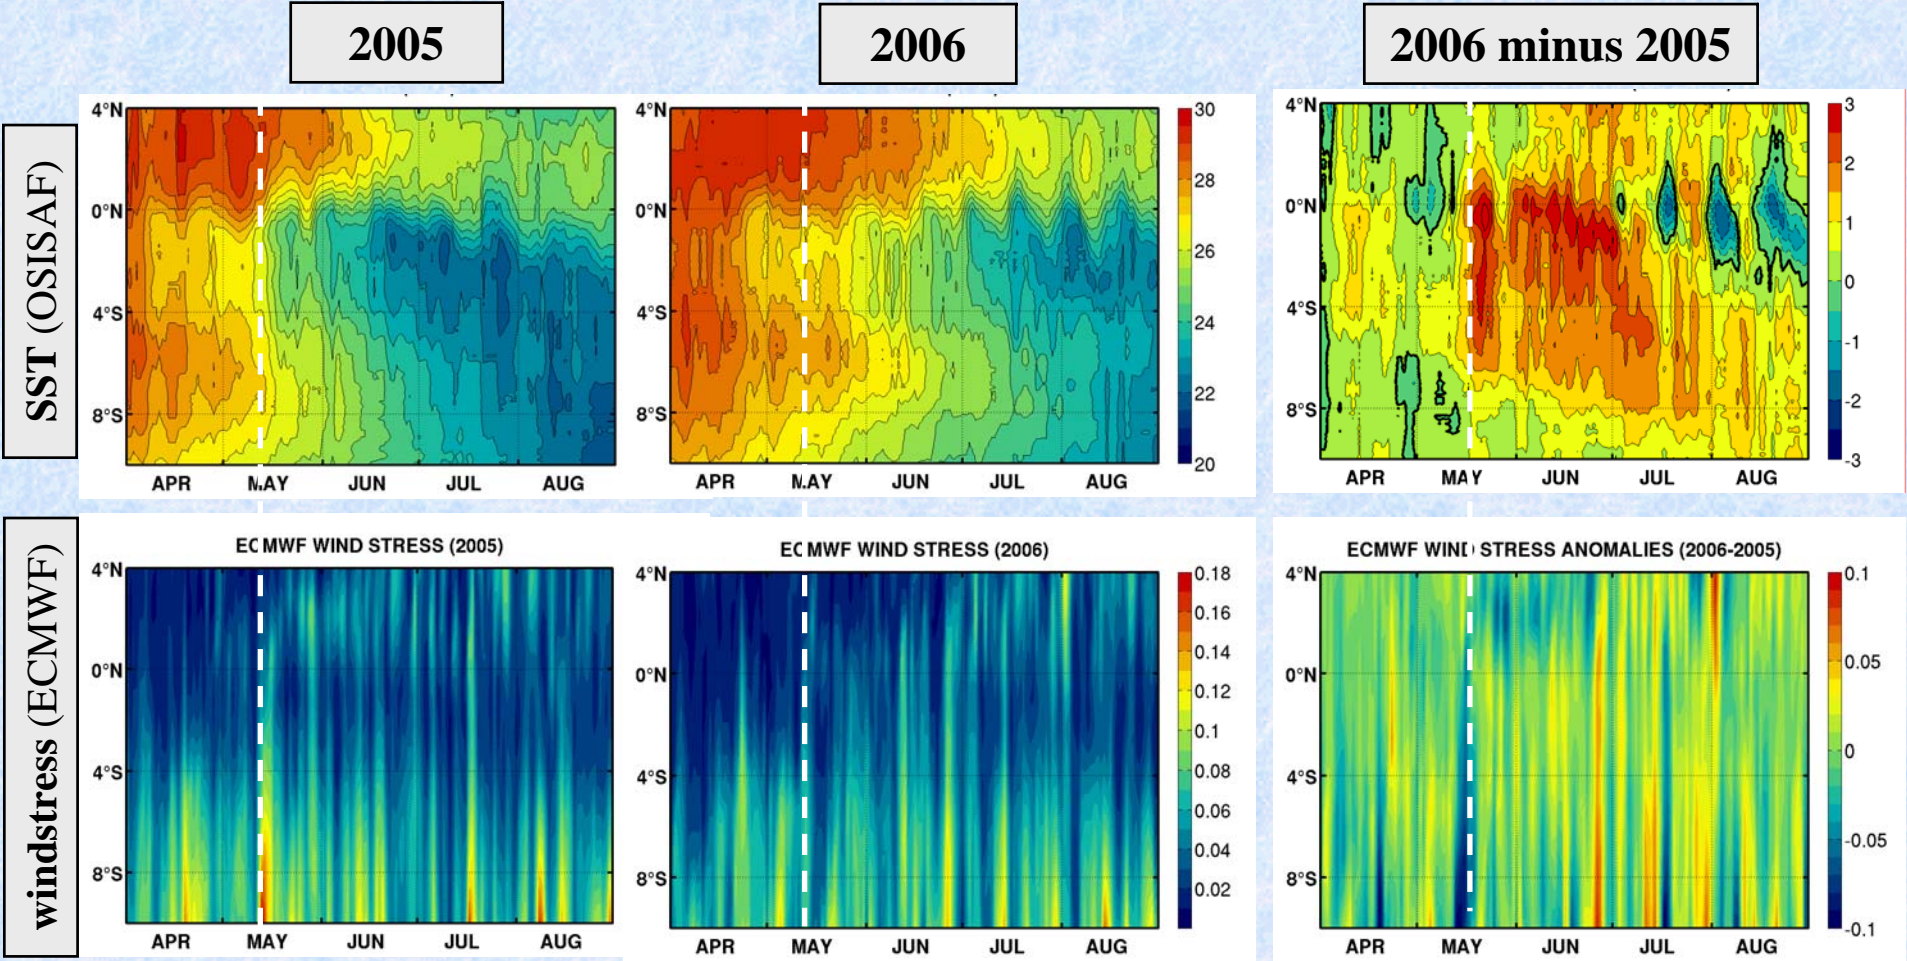 2005
2006
2006 minus 2005
SST (OSISAF)
4°N
0°N
4°S
8°S
APR MAY JUN JUL AUG
4°N
0°N
4°S
8°S
APR MAY JUN JUL AUG
30
28
26
24
22
20
4°N
0°N
4°S
8°S
APR MAY JUN JUL AUG
3
2
1
0
-1
-2
-3
windstress (ECMWF)
ECMWF WIND STRESS (2005)
4°N
0°N
4°S
8°S
APR MAY JUN JUL AUG
ECMWF WIND STRESS (2006)
4°N
0°N
4°S
8°S
APR MAY JUN JUL AUG
0.18
0.16
0.14
0.12
0.1
0.08
0.06
0.04
0.02
ECMWF WIND STRESS ANOMALIES (2006-2005)
4°N
0°N
4°S
8°S
APR MAY JUN JUL AUG
0.1
0.05
0
-0.05
-0.1